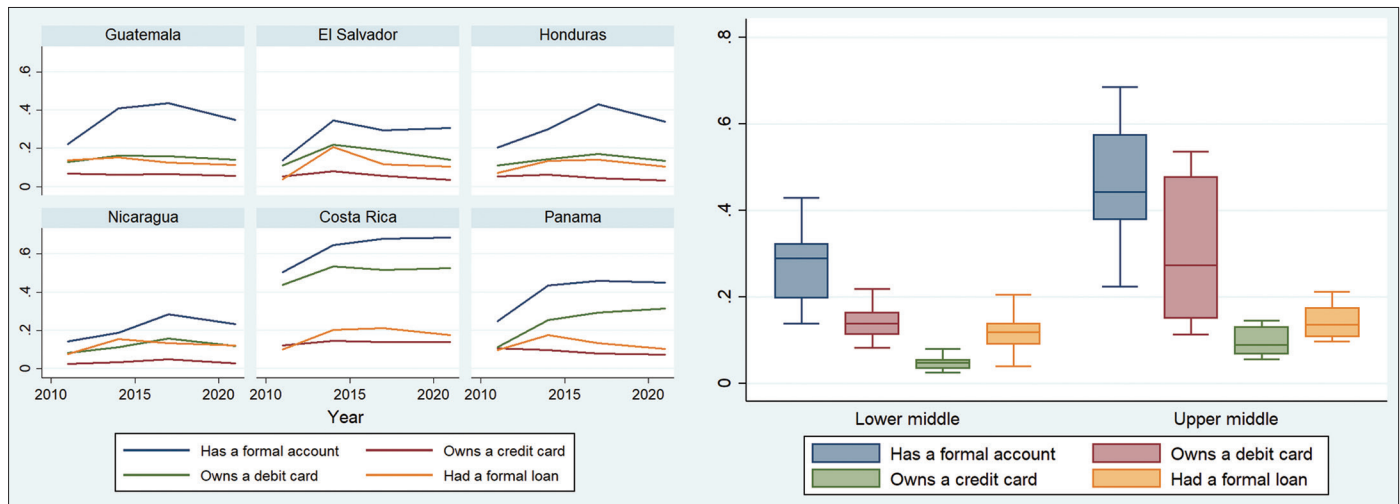 Guatemala El Salvador Honduras
.6
.4
.2
0
Nicaragua Costa Rica Panama
.6
.4
.2
0
2010 2015 2020 2010 2015 2020 2010 2015 2020
Year
Has a formal account Owns a credit card
Owns a debit card Had a formal loan
.8
.6
.4
.2
0
Lower middle Upper middle
Has a formal account Owns a debit card
Owns a credit card Had a formal loan